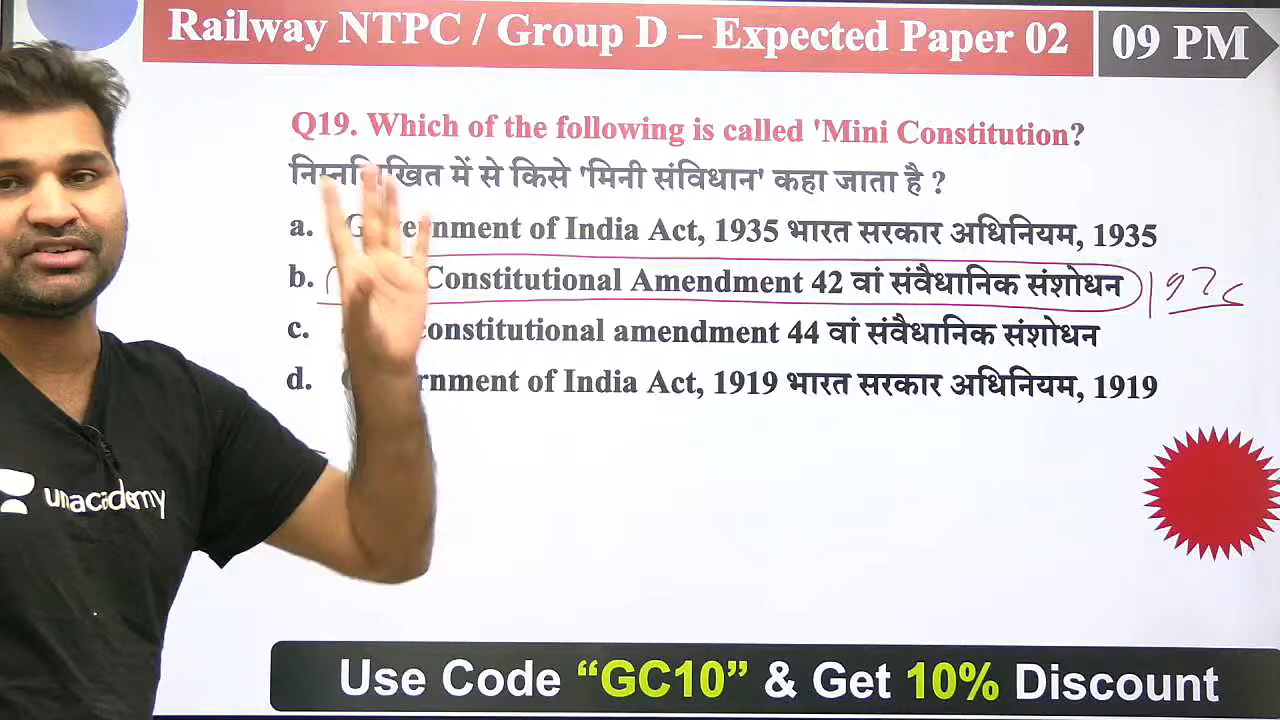 Railway NTPC / Group D – Expected Paper 02
09 PM
Q19. Which of the following is called 'Mini Constitution?
में से किसे 'मिनी संविधान' कहा जाता है ?
a. of India Act, 1935 भारत सरकार अधिनियम, 1935
b. Constitutional Amendment 42 वां संवैधानिक संशोधन
c. constitutional amendment 44 वां संवैधानिक संशोधन
d. of India Act, 1919 भारत सरकार अधिनियम, 1919
unacademy
Use Code “GC10” & Get 10% Discount